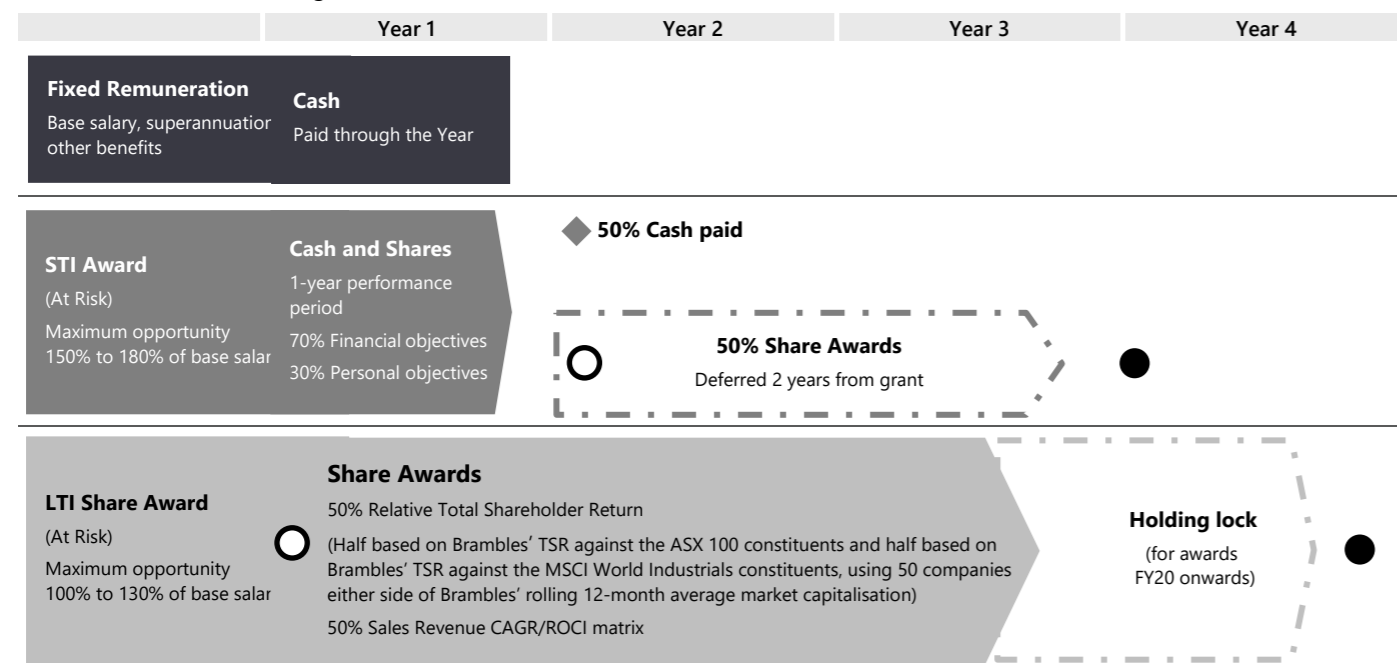 Year 1 Year 2 Year 3 Year 4
Fixed Remuneration
Base salary, superannuation
other benefits
Cash
Paid through the Year
STI Award
(At Risk)
Maximum opportunity
150% to 180% of base salar
Cash and Shares
1-year performance
period
70% Financial objectives
30% Personal objectives
50% Cash paid
50% Share Awards
Deferred 2 years from grant
LTI Share Award
(At Risk)
Maximum opportunity
100% to 130% of base salar
Share Awards
50% Relative Total Shareholder Return
(Half based on Brambles’ TSR against the ASX 100 constituents and half based on
Brambles’ TSR against the MSCI World Industrials constituents, using 50 companies
either side of Brambles’ rolling 12-month average market capitalisation)
50% Sales Revenue CAGR/ROCI matrix
Holding lock
(for awards
FY20 onwards)